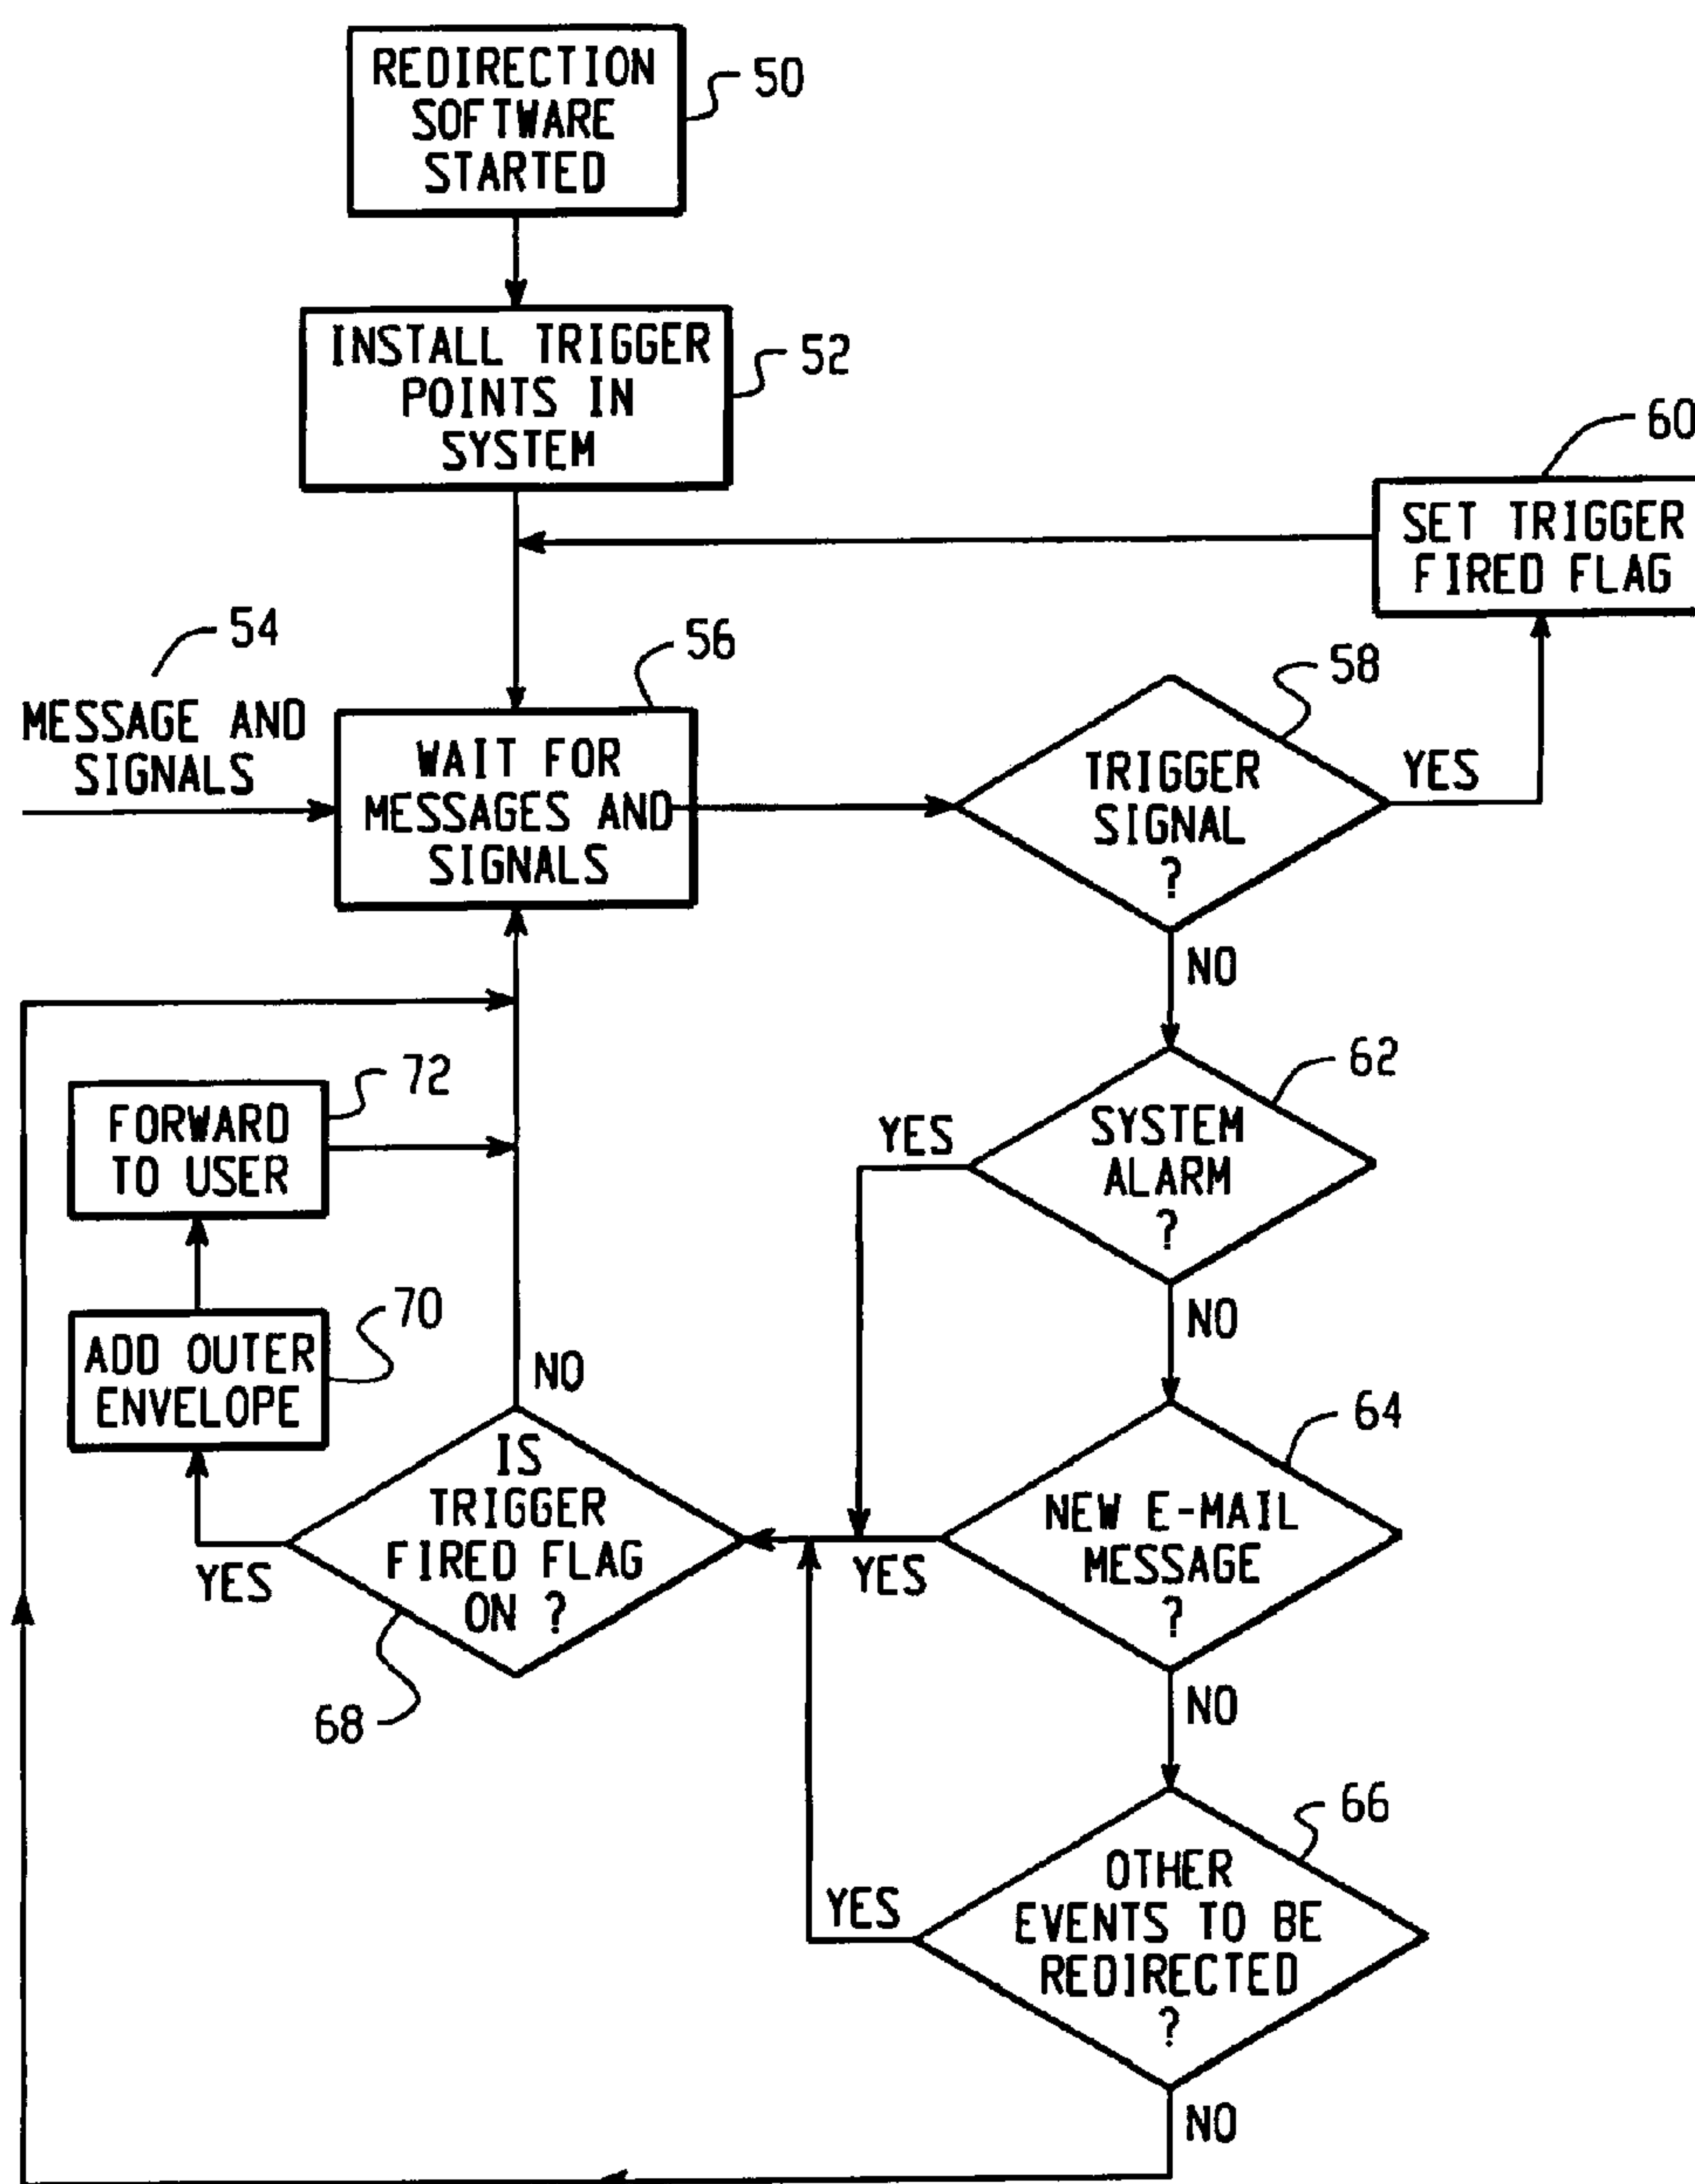 REDIRECTION
SOFTWARE
STARTED
50
INSTALL TRIGGER
POINTS IN
SYSTEM
52
60
SET TRIGGER
FIRED FLAG
54
MESSAGE AND
SIGNALS
56
WAIT FOR
MESSAGES AND
SIGNALS
58
TRIGGER
SIGNAL
?
YES
NO
62
SYSTEM
ALARM
?
YES
NO
72
FORWARD
TO USER
70
ADD OUTER
ENVELOPE
NO
IS
TRIGGER
FIRED FLAG
ON ?
YES
68
64
NEW E-MAIL
MESSAGE
?
YES
NO
66
OTHER
EVENTS TO BE
REDIRECTED
?
YES
NO